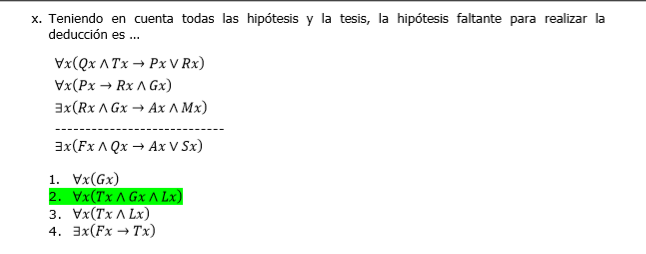 x. Teniendo en cuenta todas las hipótesis y la tesis, la hipótesis faltante para realizar la
deducción es ...
∀x(Qx ∧ Tx → Px ∨ Rx)
∀x(Px → Rx ∧ Gx)
∃x(Rx ∧ Gx → Ax ∧ Mx)
-----------------------------
∃x(Fx ∧ Qx → Ax ∨ Sx)
1. ∀x(Gx)
2. ∀x(Tx ∧ Gx ∧ Lx)
3. ∀x(Tx ∧ Lx)
4. ∃x(Fx → Tx)